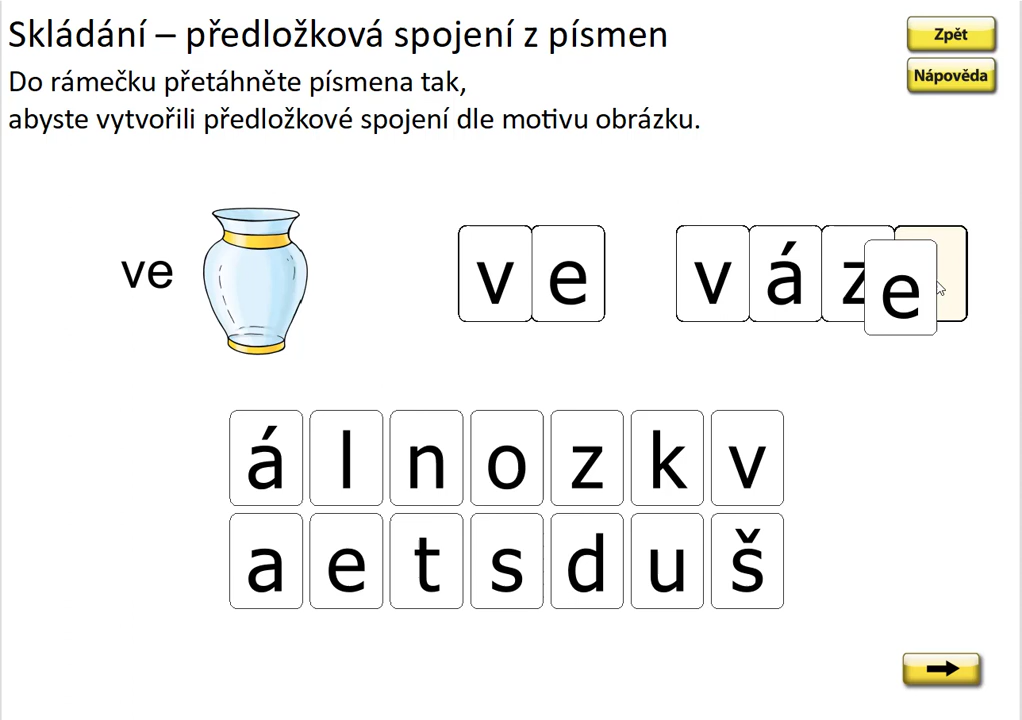 Skládání – předložková spojení z písmen
Zpět
Nápověda
Do rámečku přetáhněte písmena tak,
abyste vytvořili předložkové spojení dle motivu obrázku.
ve
v e
v á z e
á l n o z k v
a e t s d u š